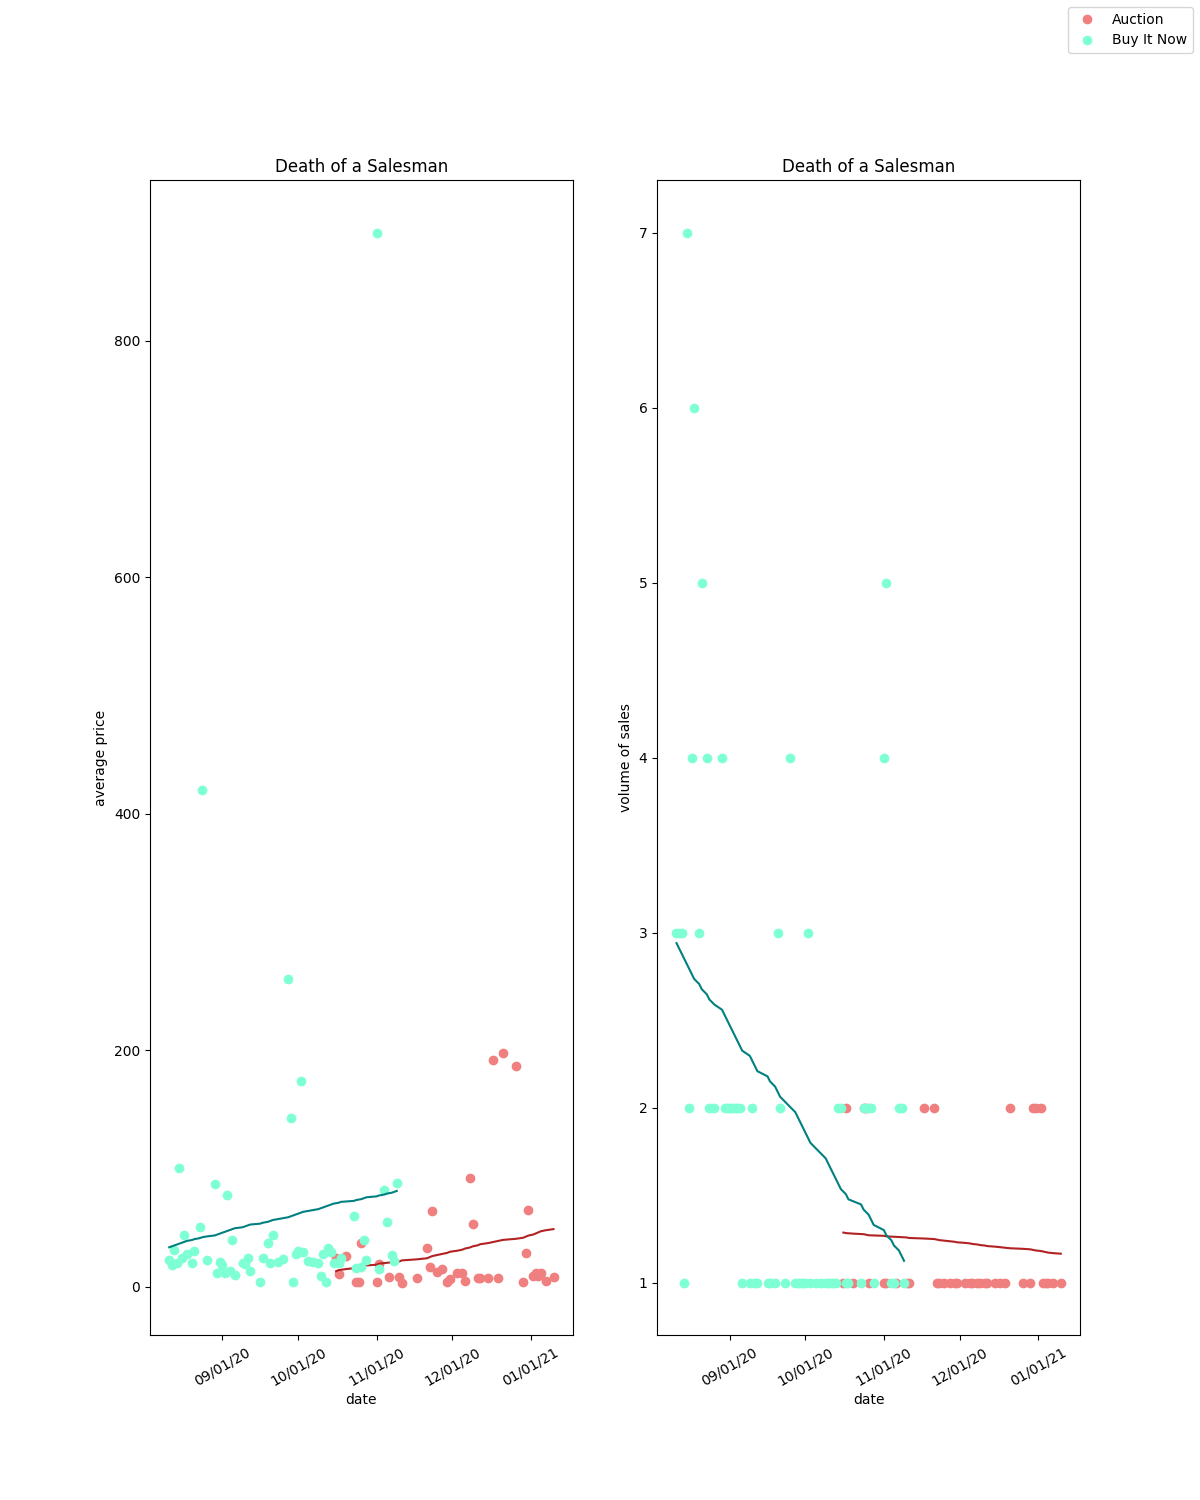 Auction
Buy It Now
Death of a Salesman
average price
800
600
400
200
0
09/01/20
10/01/20
11/01/20
12/01/20
01/01/21
date
Death of a Salesman
volume of sales
7
6
5
4
3
2
1
09/01/20
10/01/20
11/01/20
12/01/20
01/01/21
date